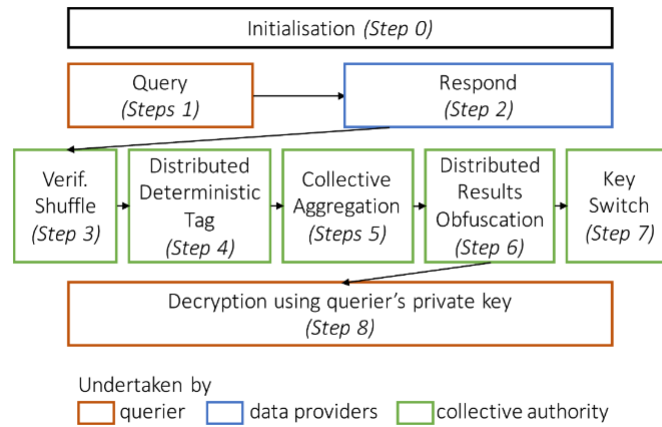 Initialisation (Step 0)
Query
(Steps 1)
Respond
(Step 2)
Verif.
Shuffle
(Step 3)
Distributed
Deterministic
Tag
(Step 4)
Collective
Aggregation
(Steps 5)
Distributed
Results
Obfuscation
(Step 6)
Key
Switch
(Step 7)
Decryption using querier's private key
(Step 8)
Undertaken by
querier
data providers
collective authority